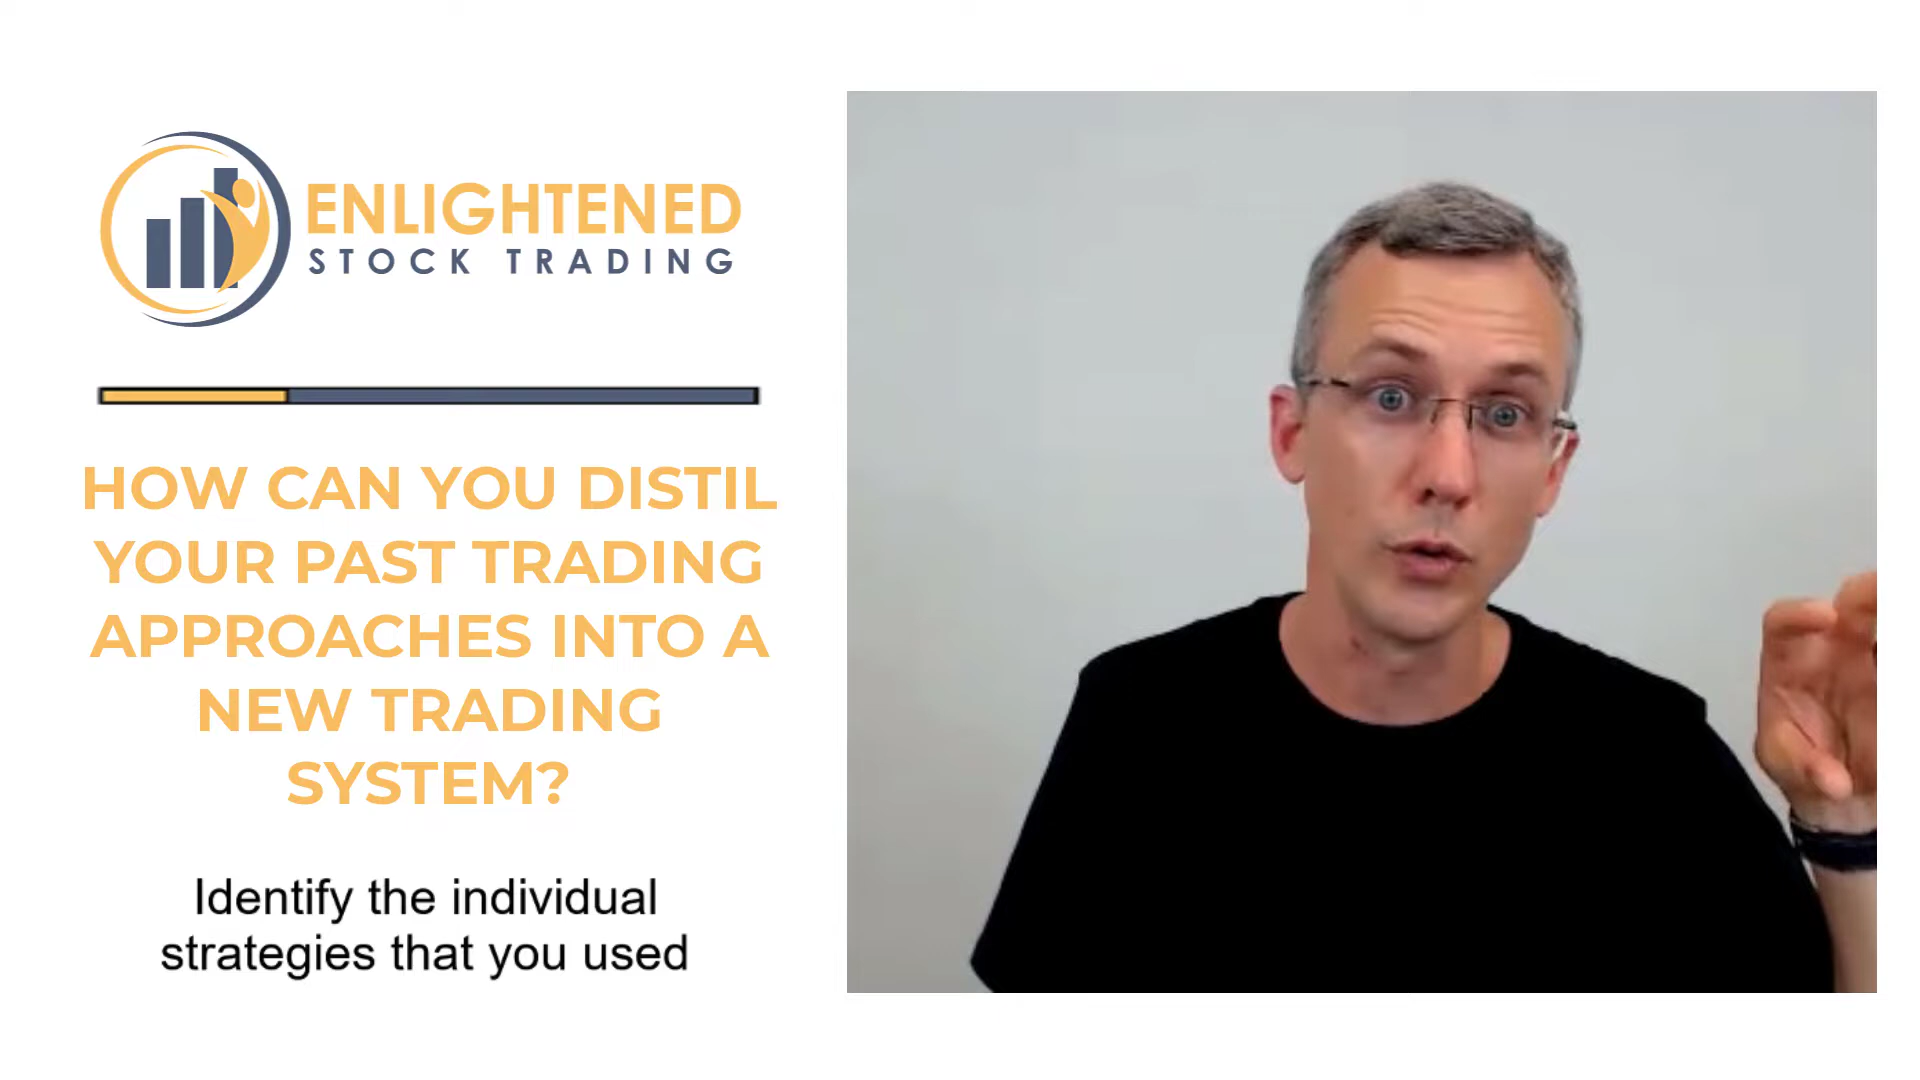 ENLIGHTENED
STOCK TRADING
HOW CAN YOU DISTIL
YOUR PAST TRADING
APPROACHES INTO A
NEW TRADING
SYSTEM?
Identify the individual
strategies that you used